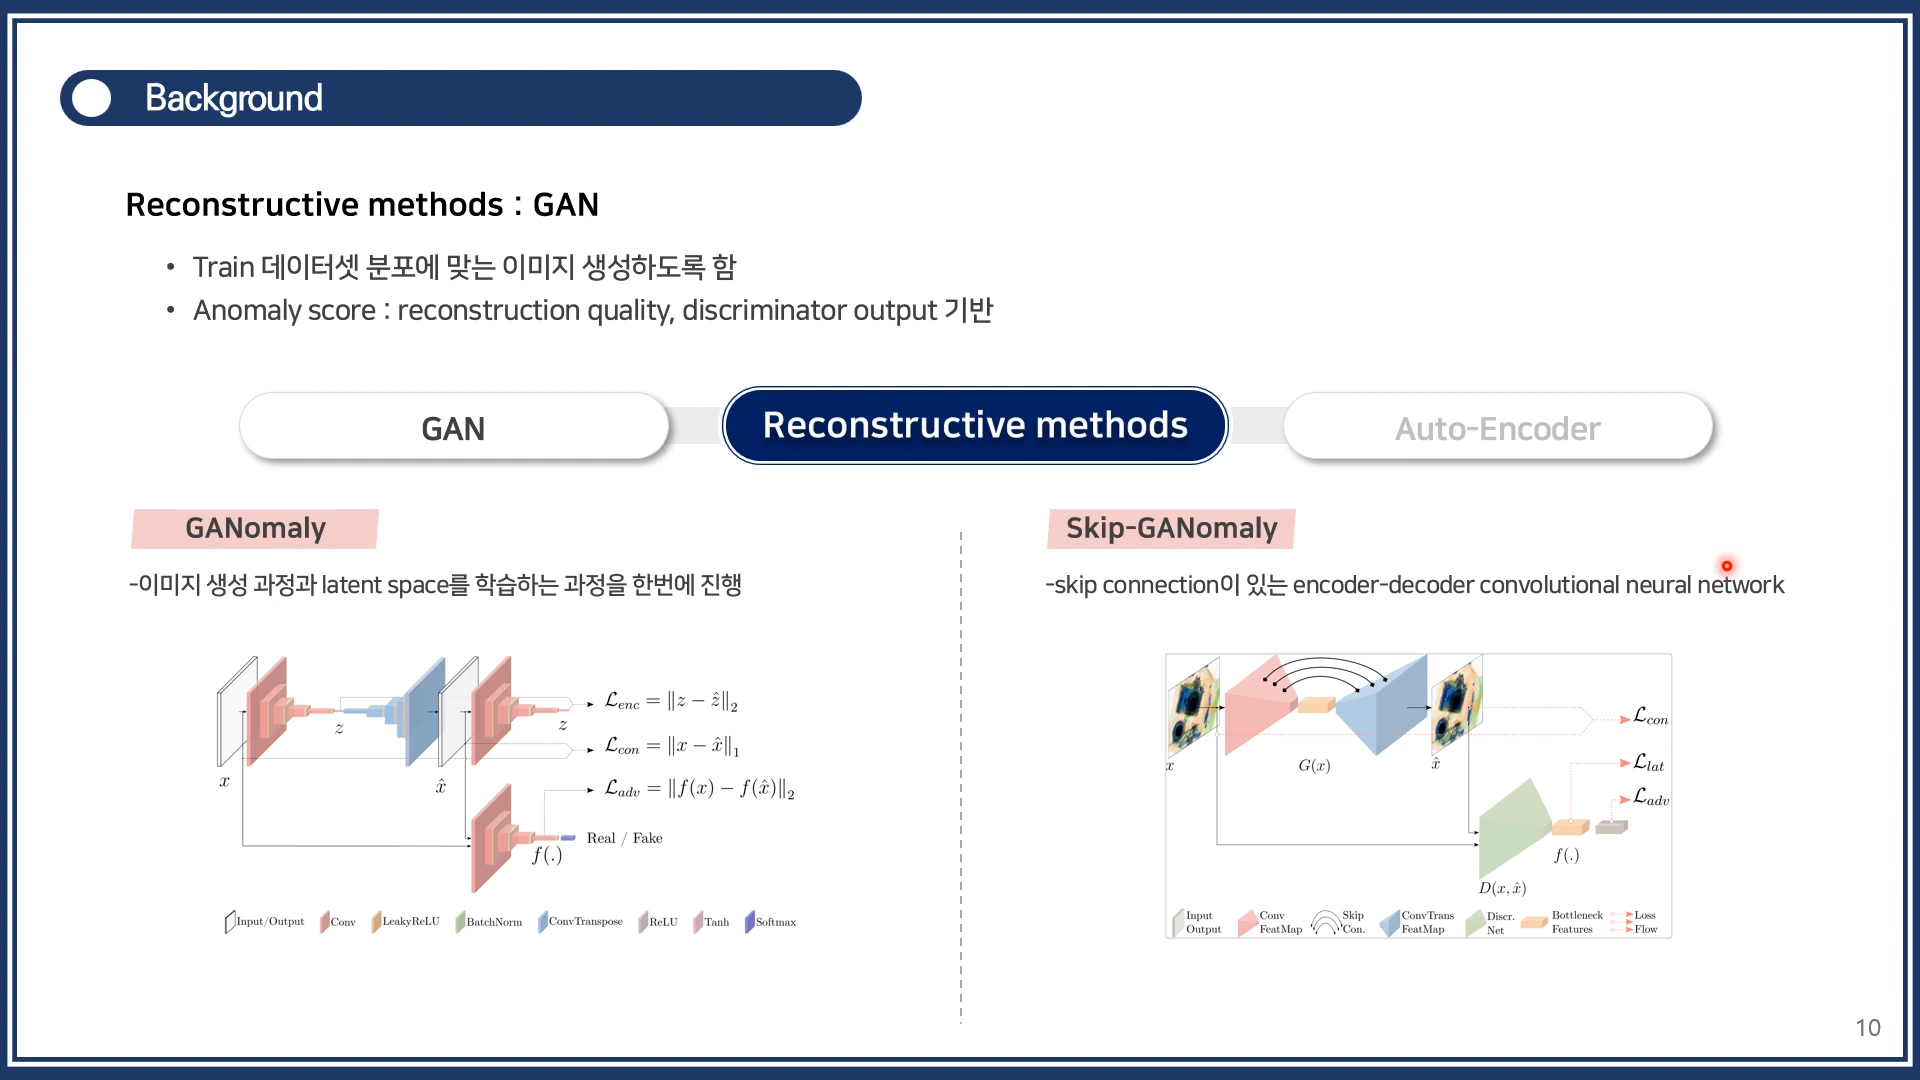 Background
Reconstructive methods : GAN
• Train 데이터셋 분포에 맞는 이미지 생성하도록 함
• Anomaly score : reconstruction quality, discriminator output 기반
GAN
Reconstructive methods
Auto-Encoder
GANomaly
-이미지 생성 과정과 latent space를 학습하는 과정을 한번에 진행
x
z
x̂
z
ℒenc = ‖z − ẑ‖₂
ℒcon = ‖x − x̂‖₁
ℒadv = ‖f(x) − f(x̂)‖₂
Real / Fake
f(.)
Input/Output Conv LeakyReLU BatchNorm ConvTranspose ReLU Tanh Softmax
Skip-GANomaly
-skip connection이 있는 encoder-decoder convolutional neural network
x
G(x)
x̂
ℒcon
ℒlat
ℒadv
f(.)
D(x, x̂)
Input Output
Conv FeatMap
Skip Con.
ConvTrans FeatMap
Discr. Net
Bottleneck Features
Loss Flow
10